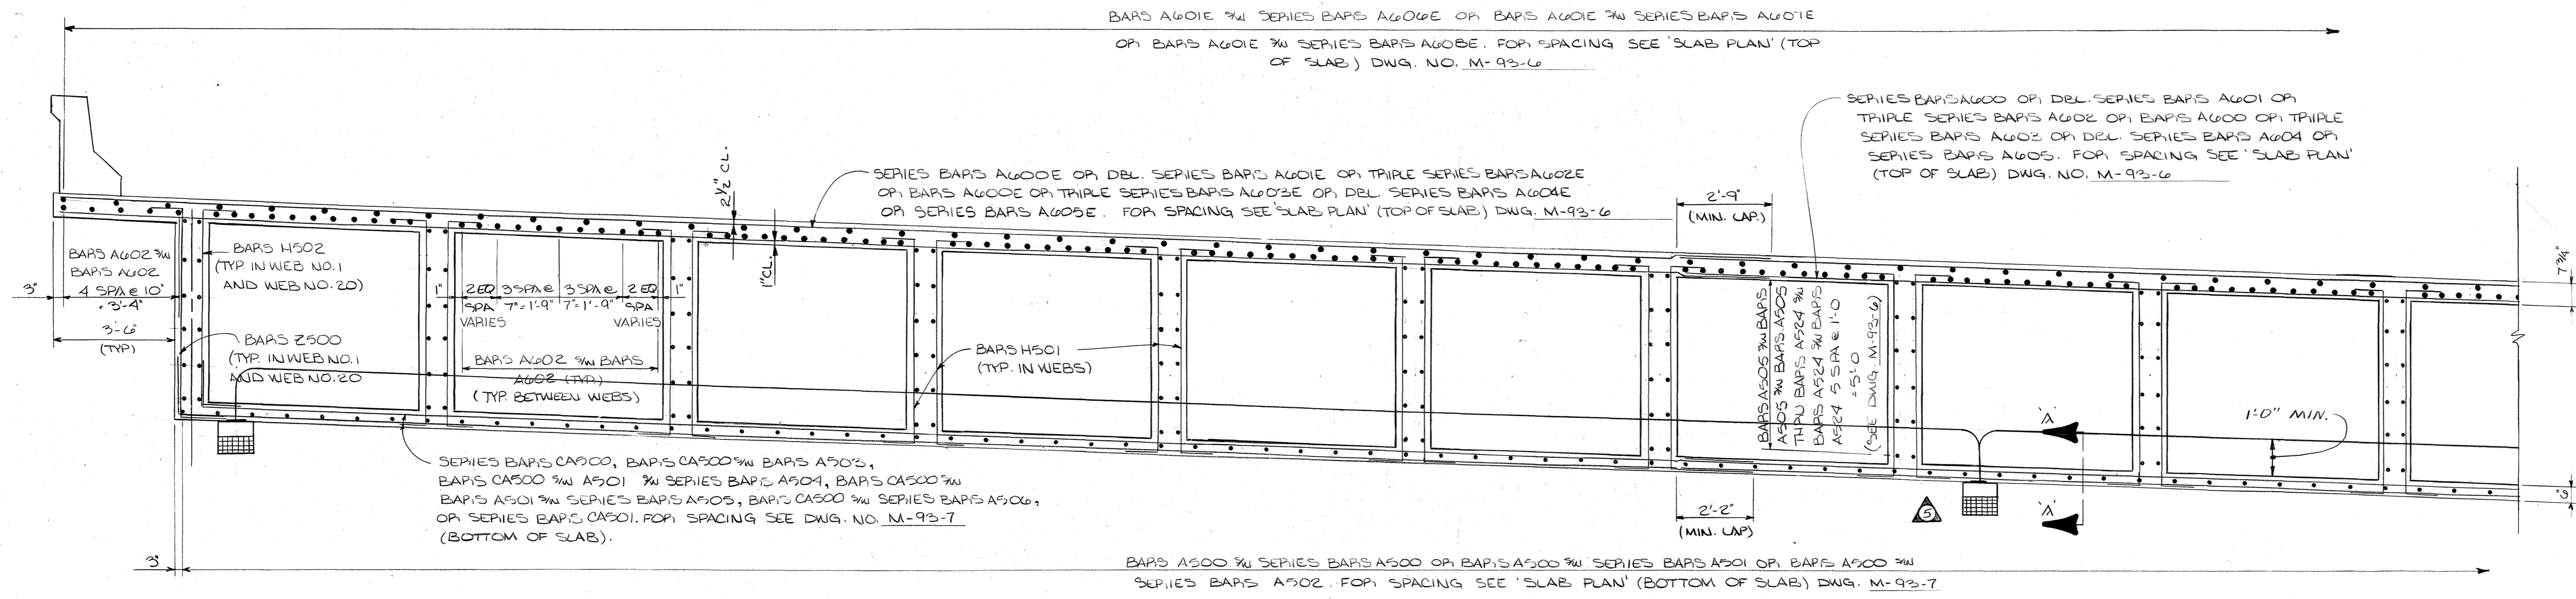 BARS A601E S/W SERIES BARS A606E OR BARS A601E S/W SERIES BARS A607E
OR BARS A601E S/W SERIES BARS A608E. FOR SPACING SEE 'SLAB PLAN' (TOP
OF SLAB) DWG. NO. M-93-6
SERIES BARS A600 OR DBL. SERIES BARS A601 OR
TRIPLE SERIES BARS A602 OR BARS A600 OR TRIPLE
SERIES BARS A603 OR DBL. SERIES BARS A604 OR
SERIES BARS A605. FOR SPACING SEE 'SLAB PLAN'
(TOP OF SLAB) DWG. NO. M-93-6
2½" CL.
SERIES BARS A600E OR DBL. SERIES BARS A601E OR TRIPLE SERIES BARS A602E
OR BARS A600E OR TRIPLE SERIES BARS A603E OR DBL. SERIES BARS A604E
OR SERIES BARS A605E. FOR SPACING SEE 'SLAB PLAN' (TOP OF SLAB) DWG. M-93-6
2'-9"
(MIN. LAP.)
1" CL.
7¾"
BARS A602 S/W
BARS A602
4 SPA @ 10"
= 3'-4"
3"
3'-6"
(TYP)
BARS H502
(TYP. IN WEB NO. 1
AND WEB NO. 20)
BARS Z500
(TYP. IN WEB NO. 1
AND WEB NO. 20
1"
2 EQ
SPA
VARIES
3 SPA @
7"= 1'-9"
3 SPA @
7"= 1'-9"
2 EQ
SPA
VARIES
1"
BARS A602 S/W BARS
A602 (TYP.)
(TYP. BETWEEN WEBS)
BARS H501
(TYP. IN WEBS)
BARS A505 S/W BARS
A505 S/W BARS A505
THRU BARS A524 S/W
BARS A524 S/W BARS
A524 5 SPA @ 1'-0
= 5'-0
(SEE DWG. M-93-6)
'A'
1'-0" MIN.
'A'
5
6"
SERIES BARS CA500, BARS CA500 S/W BARS A503,
BARS CA500 S/W A501 S/W SERIES BARS A504, BARS CA500 S/W
BARS A501 S/W SERIES BARS A505, BARS CA500 S/W SERIES BARS A506,
OR SERIES BARS CA501. FOR SPACING SEE DWG. NO. M-93-7
(BOTTOM OF SLAB).
2'-2"
(MIN. LAP)
3"
BARS A500 S/W SERIES BARS A500 OR BARS A500 S/W SERIES BARS A501 OR BARS A500 S/W
SERIES BARS A502. FOR SPACING SEE 'SLAB PLAN' (BOTTOM OF SLAB) DWG. M-93-7